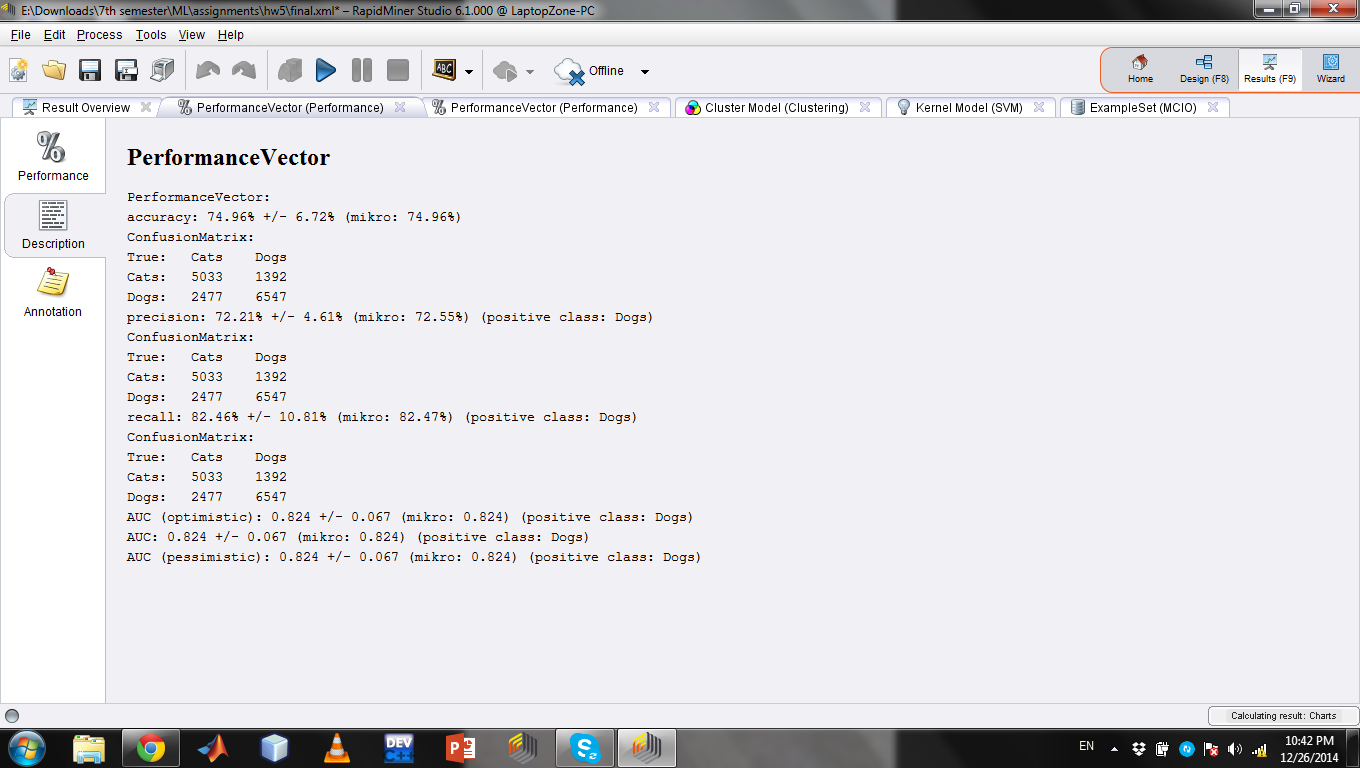 E:\Downloads\7th semester\ML\assignments\hw5\final.xml* – RapidMiner Studio 6.1.000 @ LaptopZone-PC
File Edit Process Tools View Help
ABC Offline Home Design (F8) Results (F9) Wizard
Result Overview PerformanceVector (Performance) PerformanceVector (Performance) Cluster Model (Clustering) Kernel Model (SVM) ExampleSet (MCIO)
%
Performance
Description
Annotation
PerformanceVector
PerformanceVector:
accuracy: 74.96% +/- 6.72% (mikro: 74.96%)
ConfusionMatrix:
True: Cats Dogs
Cats: 5033 1392
Dogs: 2477 6547
precision: 72.21% +/- 4.61% (mikro: 72.55%) (positive class: Dogs)
ConfusionMatrix:
True: Cats Dogs
Cats: 5033 1392
Dogs: 2477 6547
recall: 82.46% +/- 10.81% (mikro: 82.47%) (positive class: Dogs)
ConfusionMatrix:
True: Cats Dogs
Cats: 5033 1392
Dogs: 2477 6547
AUC (optimistic): 0.824 +/- 0.067 (mikro: 0.824) (positive class: Dogs)
AUC: 0.824 +/- 0.067 (mikro: 0.824) (positive class: Dogs)
AUC (pessimistic): 0.824 +/- 0.067 (mikro: 0.824) (positive class: Dogs)
Calculating result: Charts
DEV C++ P S EN 10:42 PM
12/26/2014